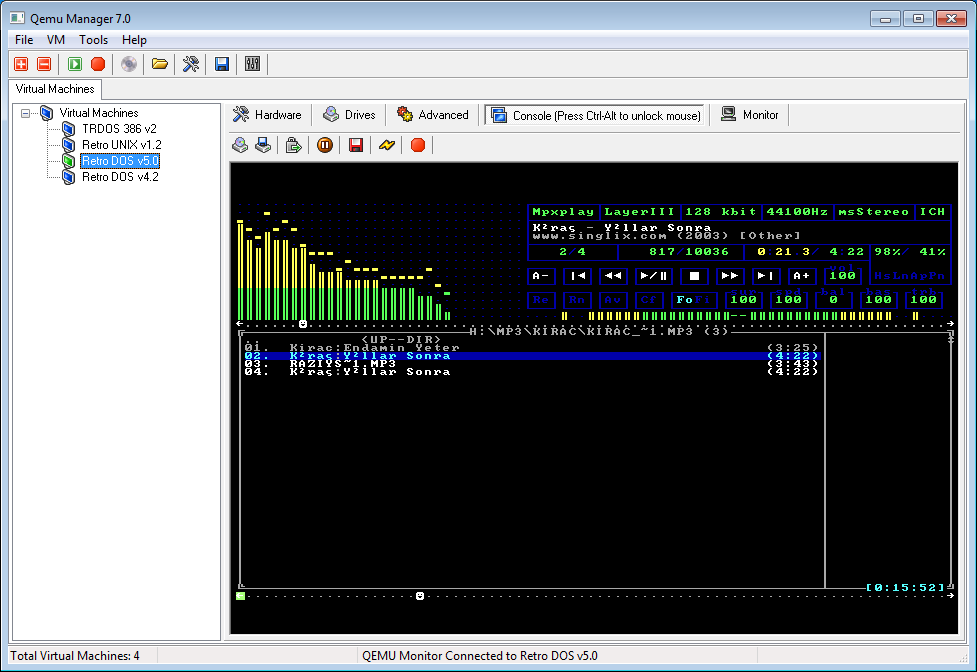 Qemu Manager 7.0
File VM Tools Help
Virtual Machines
Virtual Machines
TRDOS 386 v2
Retro UNIX v1.2
Retro DOS v5.0
Retro DOS v4.2
Hardware Drives Advanced Console (Press Ctrl-Alt to unlock mouse) Monitor
Mpxplay LayerIII 128 kbit 44100Hz msStereo ICH
K²raç - Y²llar Sonra
www.singlix.com (2003) [Other]
2/4 817/10036 0:21.3/ 4:22 98%/ 41%
A- A+ 100
Re Rn Av Cf Fo 100 100 0 100 100
H:\MP3\KIRAC\KIRAC_~1.MP3 (3)
<UP--DIR>
01. Kirac:Endamin Yeter (3:25)
02. K²raç:Y²llar Sonra (4:22)
03. RAZIYS~1.MP3 (3:43)
04. K²raç:Y²llar Sonra (4:22)
[0:15:52]
Total Virtual Machines: 4 QEMU Monitor Connected to Retro DOS v5.0